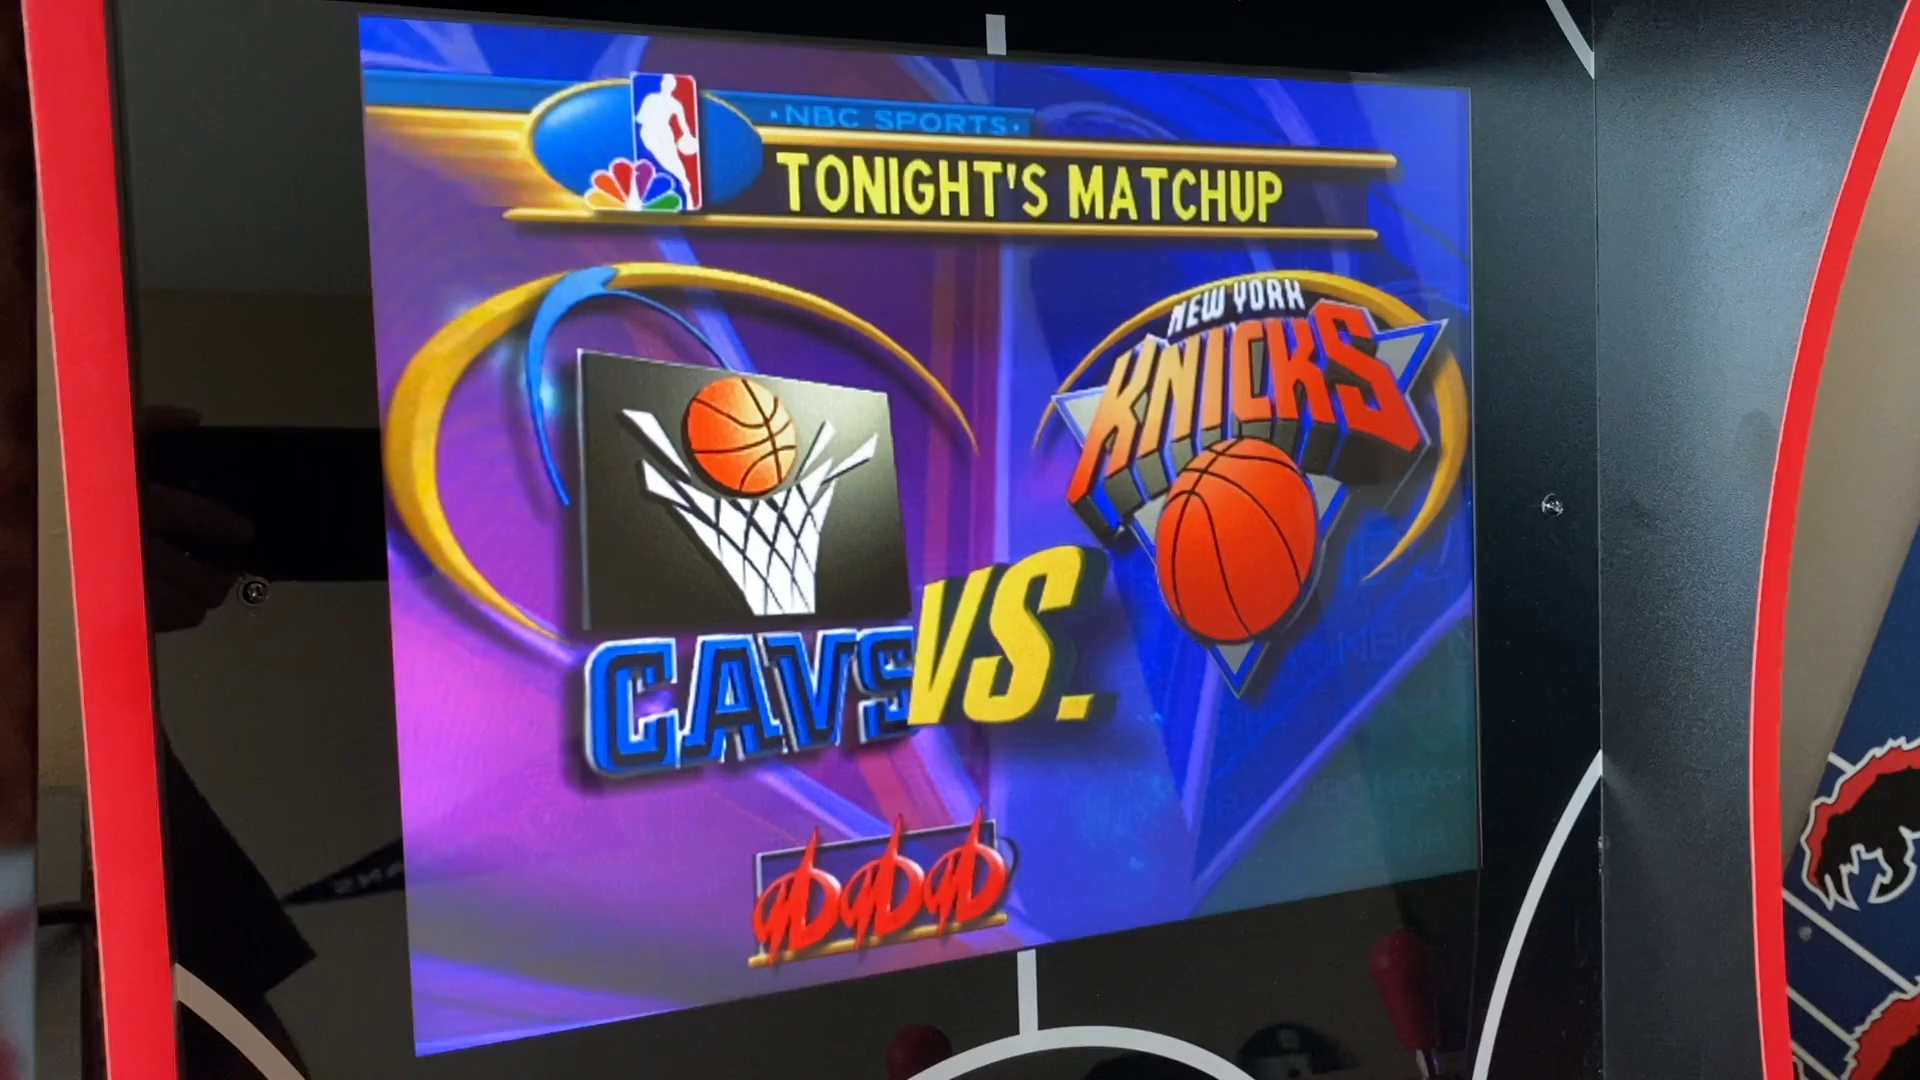 ·NBC SPORTS·
TONIGHT'S MATCHUP
NEW YORK
KNICKS
CAVS
VS.